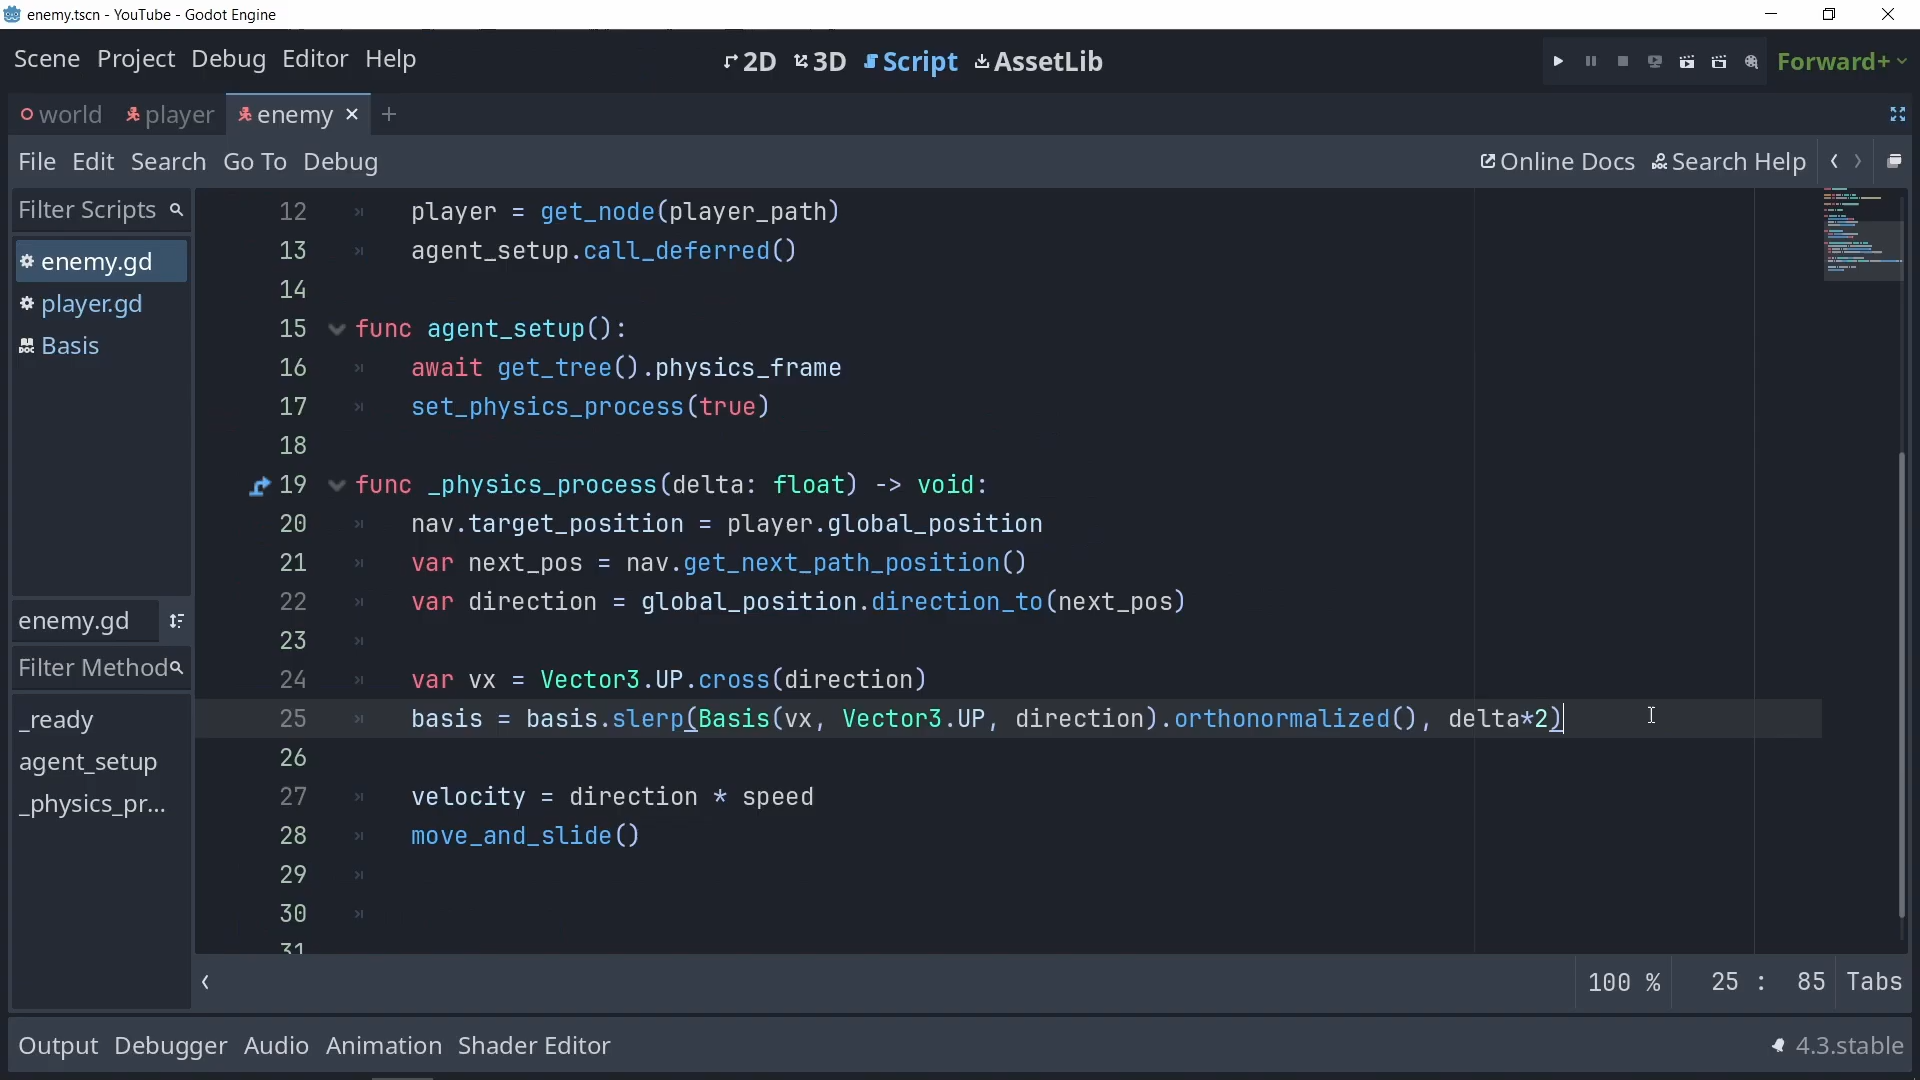 enemy.tscn - YouTube - Godot Engine
Scene Project Debug Editor Help
2D 3D Script AssetLib
Forward+
world player enemy
File Edit Search Go To Debug
Online Docs Search Help
Filter Scripts
enemy.gd
player.gd
Basis
enemy.gd
Filter Method
_ready
agent_setup
_physics_pr...
12 player = get_node(player_path)
13 agent_setup.call_deferred()
14
15 func agent_setup():
16 await get_tree().physics_frame
17 set_physics_process(true)
18
19 func _physics_process(delta: float) -> void:
20 nav.target_position = player.global_position
21 var next_pos = nav.get_next_path_position()
22 var direction = global_position.direction_to(next_pos)
23
24 var vx = Vector3.UP.cross(direction)
25 basis = basis.slerp(Basis(vx, Vector3.UP, direction).orthonormalized(), delta*2)
26
27 velocity = direction * speed
28 move_and_slide()
29
30
31
100 % 25 : 85 Tabs
Output Debugger Audio Animation Shader Editor
4.3.stable